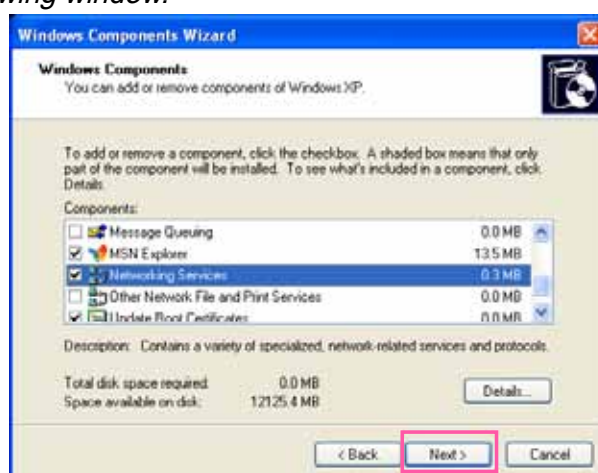 wing window.
Windows Components Wizard
Windows Components
You can add or remove components of Windows XP.
To add or remove a component, click the checkbox. A shaded box means that only
part of the component will be installed. To see what's included in a component, click
Details.
Components:
Message Queuing 0.0 MB
MSN Explorer 13.5 MB
Networking Services 0.3 MB
Other Network File and Print Services 0.0 MB
Update Root Certificates 0.0 MB
Description: Contains a variety of specialized, network-related services and protocols.
Total disk space required: 0.0 MB
Space available on disk: 12125.4 MB
Details...
< Back Next > Cancel